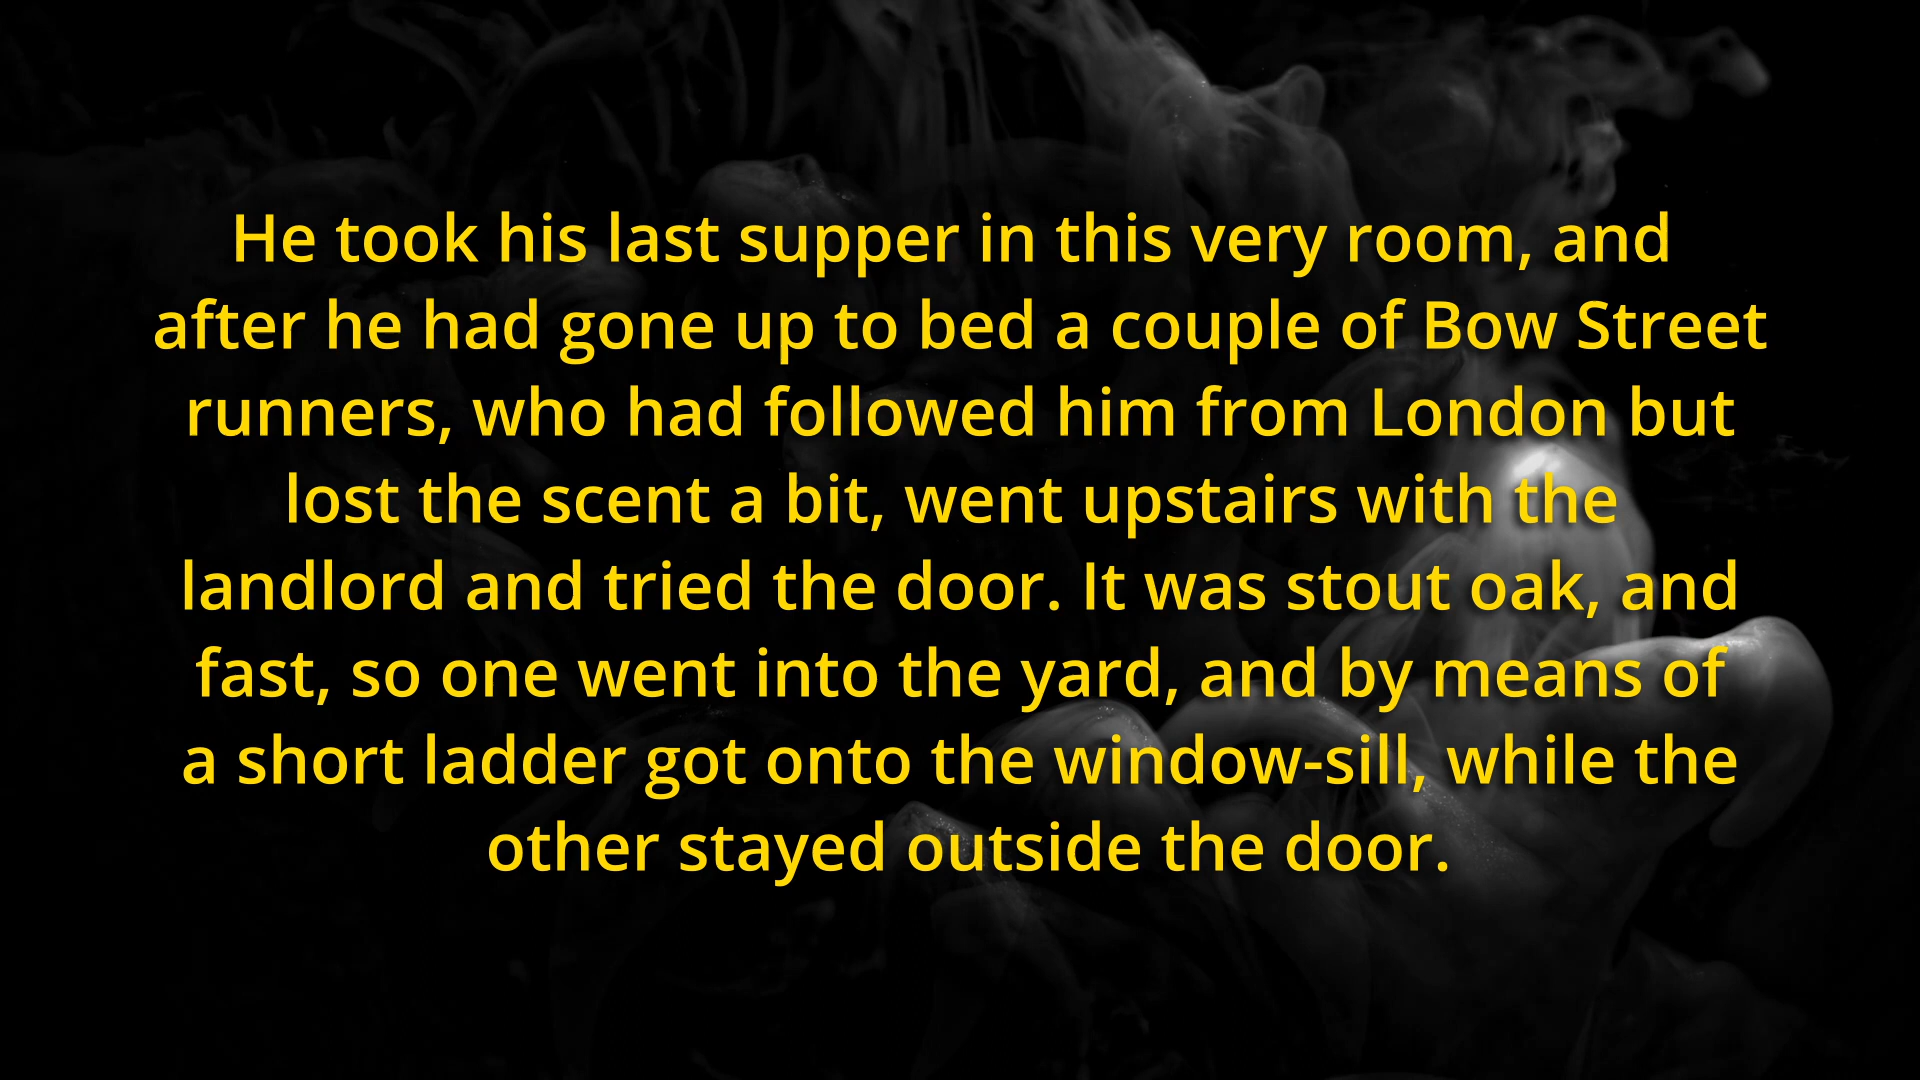 He took his last supper in this very room, and
after he had gone up to bed a couple of Bow Street
runners, who had followed him from London but
lost the scent a bit, went upstairs with the
landlord and tried the door. It was stout oak, and
fast, so one went into the yard, and by means of
a short ladder got onto the window-sill, while the
other stayed outside the door.